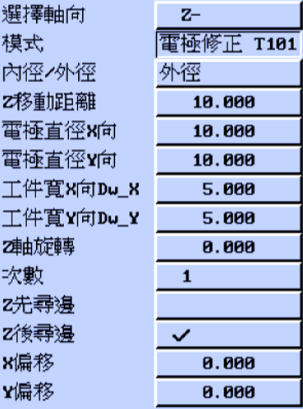 選擇軸向 Z-
模式 電極修正 T101
內徑/外徑 外徑
Z移動距離 10.000
電極直徑X向 10.000
電極直徑Y向 10.000
工件寬X向Dw_X 5.000
工件寬Y向Dw_Y 5.000
Z軸旋轉 0.000
次數 1
Z先尋邊
Z後尋邊 ✓
X偏移 0.000
Y偏移 0.000